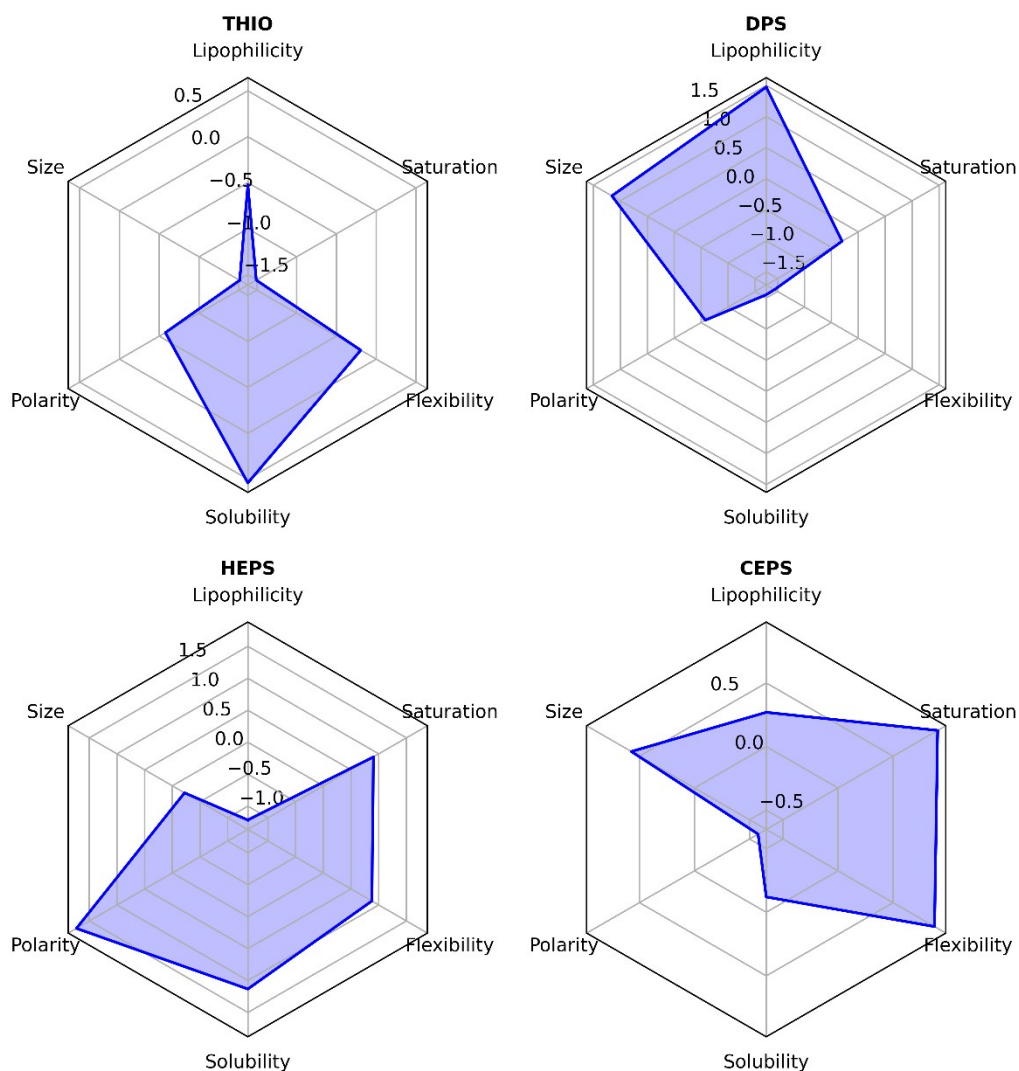 THIO
Lipophilicity
0.5
0.0
−0.5
−1.0
−1.5
Size
Saturation
Polarity
Flexibility
Solubility
DPS
Lipophilicity
1.5
1.0
0.5
0.0
−0.5
−1.0
−1.5
Size
Saturation
Polarity
Flexibility
Solubility
HEPS
Lipophilicity
1.5
1.0
0.5
0.0
−0.5
−1.0
Size
Saturation
Polarity
Flexibility
Solubility
CEPS
Lipophilicity
0.5
0.0
−0.5
Size
Saturation
Polarity
Flexibility
Solubility